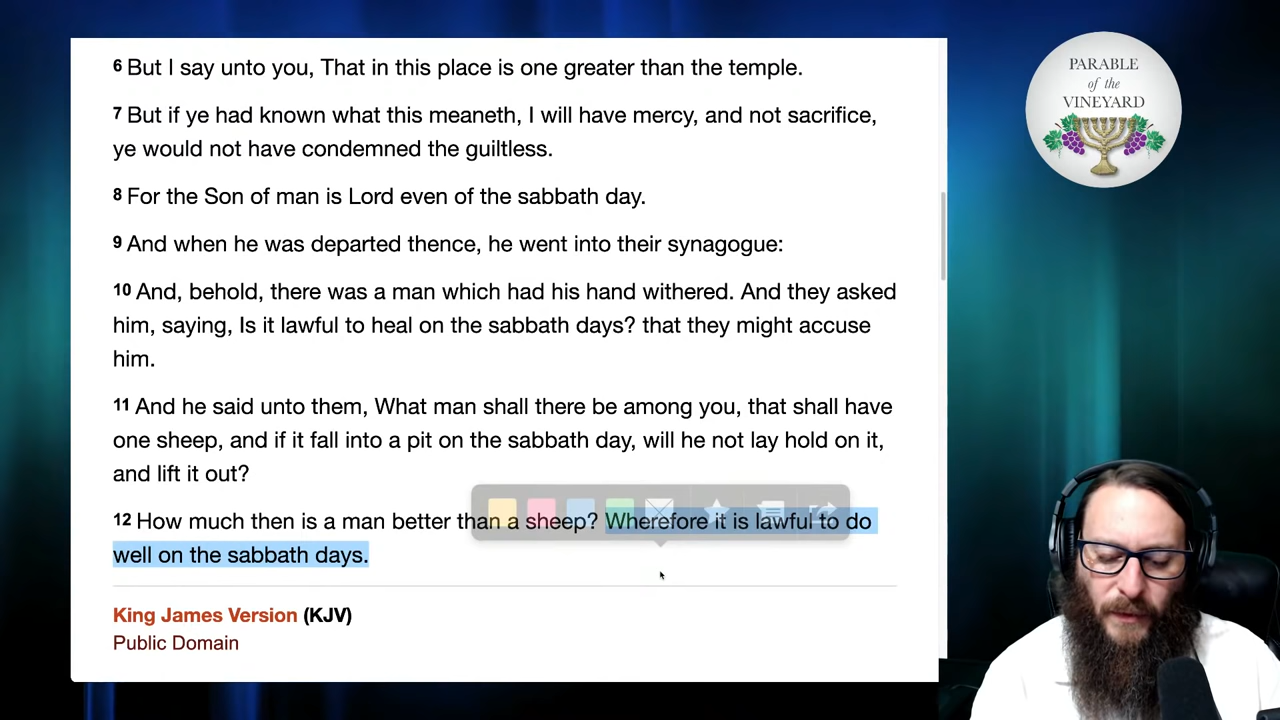 6 But I say unto you, That in this place is one greater than the temple.
7 But if ye had known what this meaneth, I will have mercy, and not sacrifice,
ye would not have condemned the guiltless.
8 For the Son of man is Lord even of the sabbath day.
9 And when he was departed thence, he went into their synagogue:
10 And, behold, there was a man which had his hand withered. And they asked
him, saying, Is it lawful to heal on the sabbath days? that they might accuse
him.
11 And he said unto them, What man shall there be among you, that shall have
one sheep, and if it fall into a pit on the sabbath day, will he not lay hold on it,
and lift it out?
12 How much then is a man better than a sheep? Wherefore it is lawful to do
well on the sabbath days.
King James Version (KJV)
Public Domain
PARABLE
of the
VINEYARD